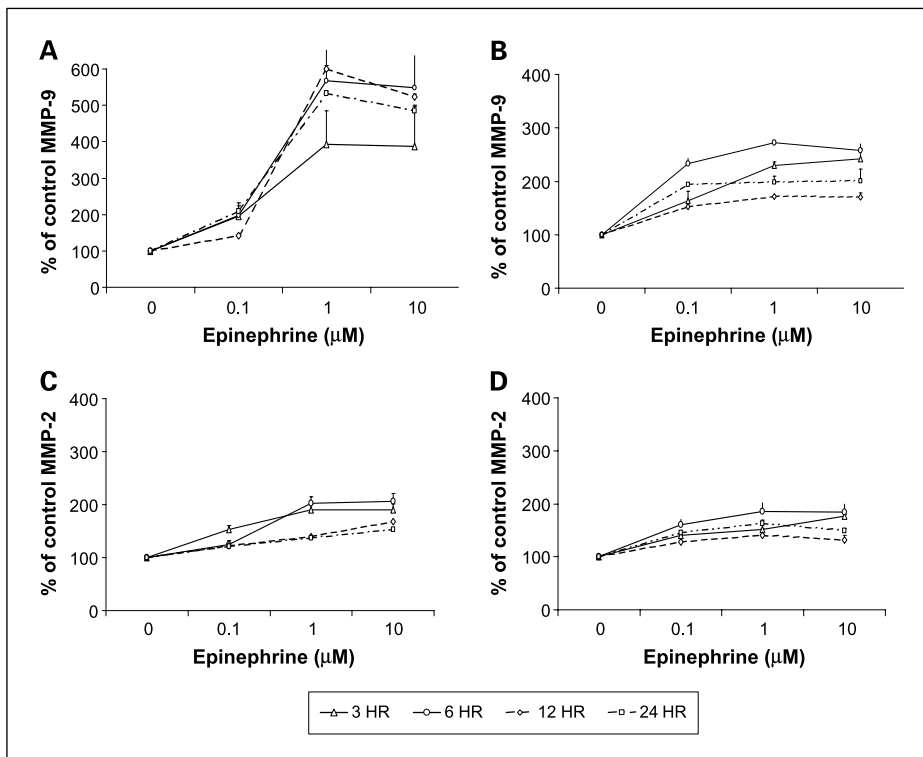 A
% of control MMP-9
600
500
400
300
200
100
0
0 0.1 1 10
Epinephrine (μM)
B
% of control MMP-9
400
300
200
100
0
0 0.1 1 10
Epinephrine (μM)
C
% of control MMP-2
400
300
200
100
0
0 0.1 1 10
Epinephrine (μM)
D
% of control MMP-2
400
300
200
100
0
0 0.1 1 10
Epinephrine (μM)
3 HR 6 HR 12 HR 24 HR